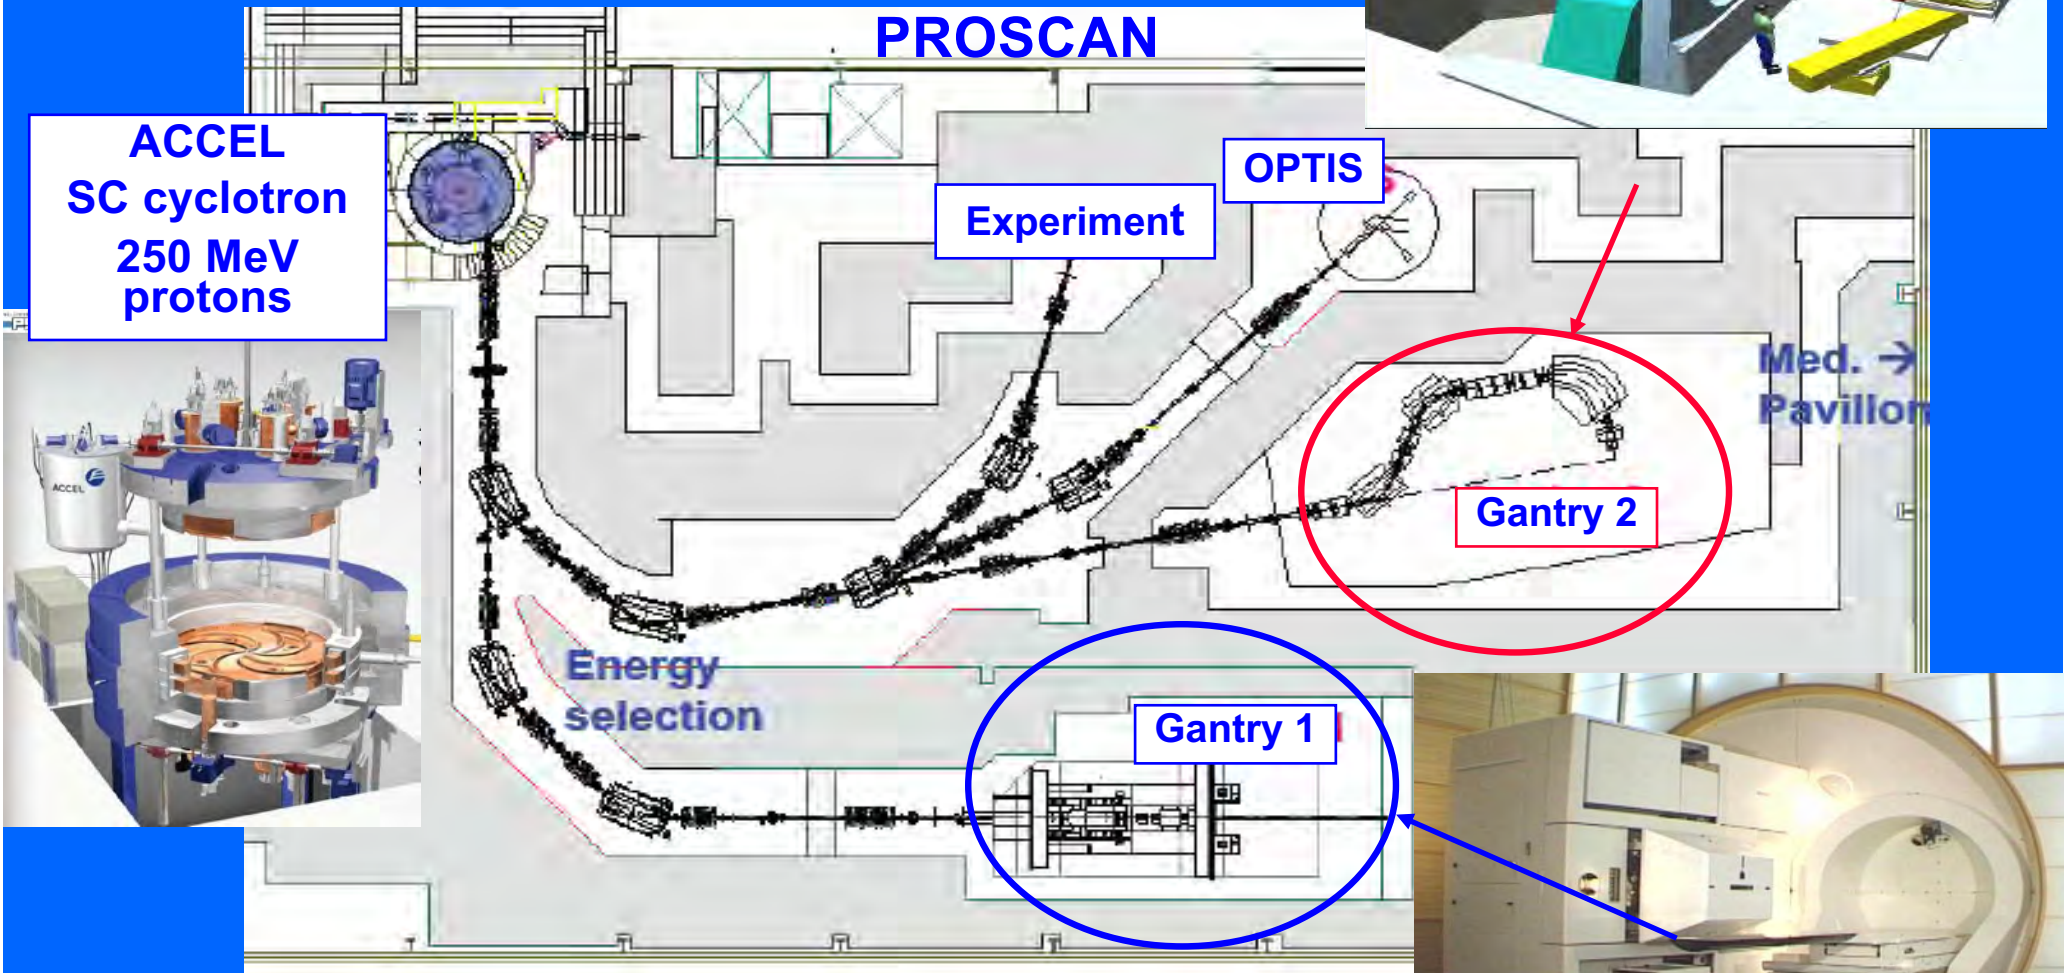 PROSCAN
ACCEL
SC cyclotron
250 MeV
protons
OPTIS
Experiment
Med. →
Pavillon
Gantry 2
ACCEL
Energy
selection
Gantry 1